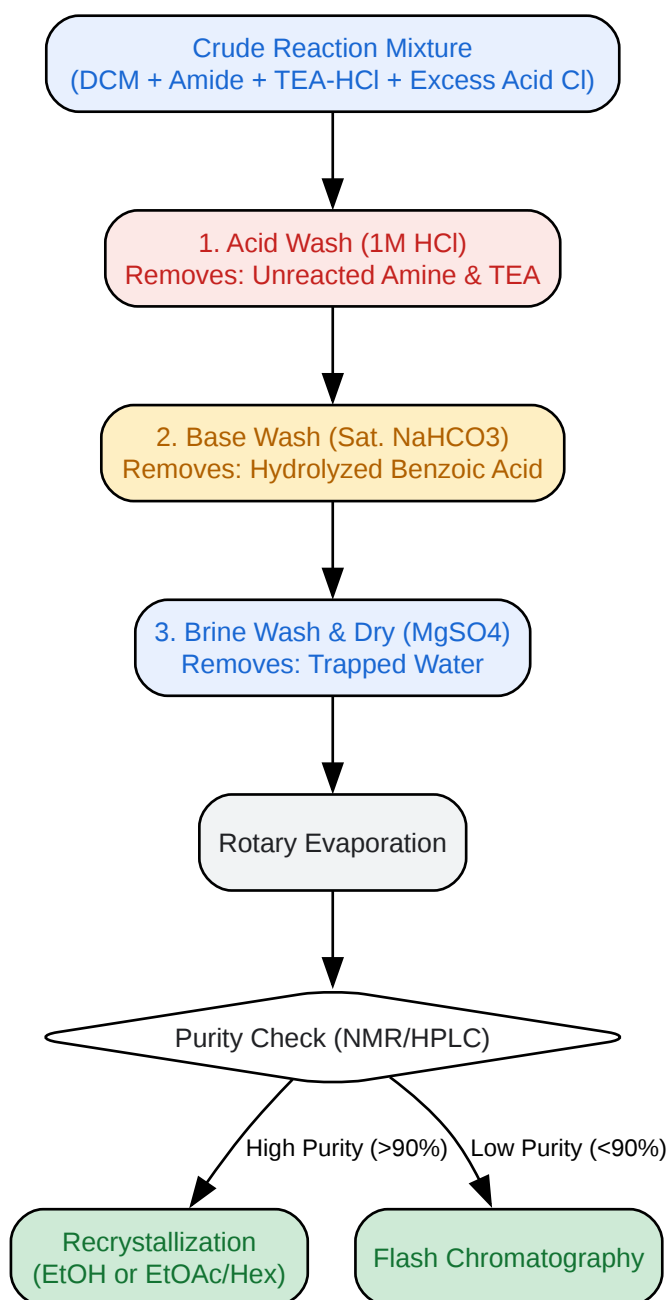 Crude Reaction Mixture
(DCM + Amide + TEA-HCl + Excess Acid Cl)
1. Acid Wash (1M HCl)
Removes: Unreacted Amine & TEA
2. Base Wash (Sat. NaHCO3)
Removes: Hydrolyzed Benzoic Acid
3. Brine Wash & Dry (MgSO4)
Removes: Trapped Water
Rotary Evaporation
Purity Check (NMR/HPLC)
High Purity (>90%)
Low Purity (<90%)
Recrystallization
(EtOH or EtOAc/Hex)
Flash Chromatography